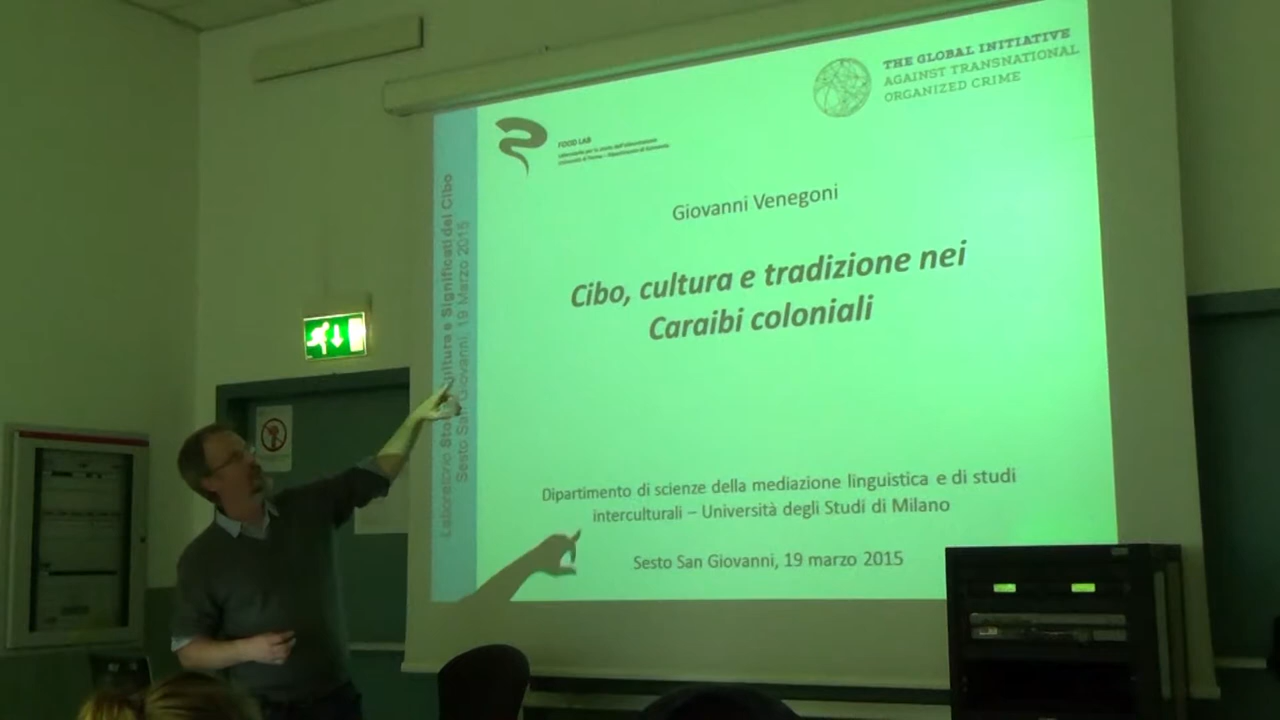 THE GLOBAL INITIATIVE
AGAINST TRANSNATIONAL
ORGANIZED CRIME
FOOD LAB
Giovanni Venegoni
Cibo, cultura e tradizione nei
Caraibi coloniali
Dipartimento di scienze della mediazione linguistica e di studi
interculturali – Università degli Studi di Milano
Sesto San Giovanni, 19 marzo 2015
Laboratorio Cultura e Significati del Cibo
Sesto San Giovanni, 19 Marzo 2015